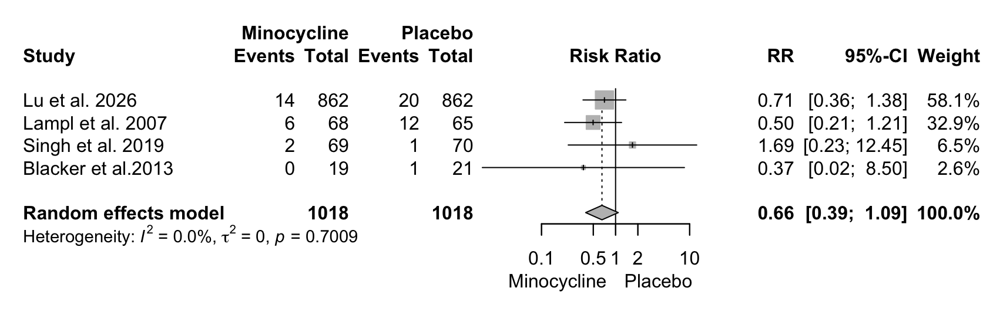 Minocycline Placebo
Study Events Total Events Total Risk Ratio RR 95%-CI Weight
Lu et al. 2026 14 862 20 862 0.71 [0.36; 1.38] 58.1%
Lampl et al. 2007 6 68 12 65 0.50 [0.21; 1.21] 32.9%
Singh et al. 2019 2 69 1 70 1.69 [0.23; 12.45] 6.5%
Blacker et al.2013 0 19 1 21 0.37 [0.02; 8.50] 2.6%
Random effects model 1018 1018 0.66 [0.39; 1.09] 100.0%
Heterogeneity: I² = 0.0%, τ² = 0, p = 0.7009
0.1 0.5 1 2 10
Minocycline Placebo